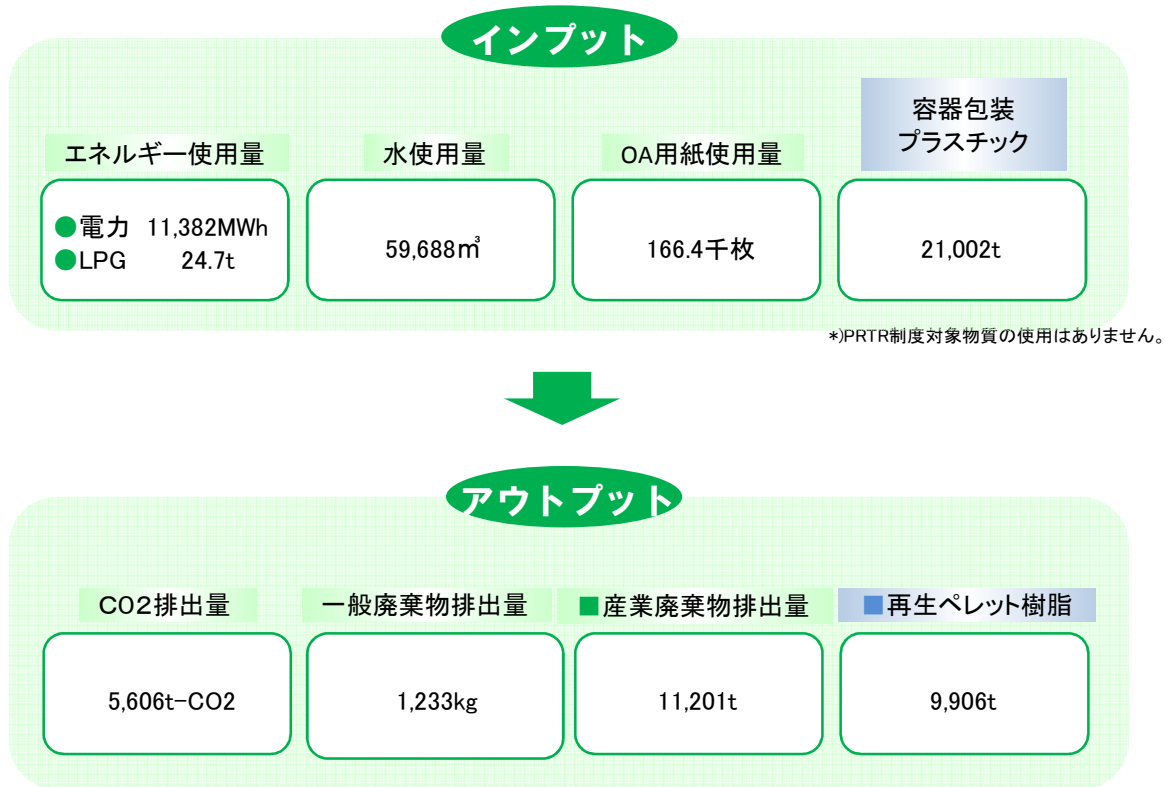 インプット
エネルギー使用量
●電力 11,382MWh
●LPG 24.7t
水使用量
59,688㎥
OA用紙使用量
166.4千枚
容器包装
プラスチック
21,002t
*)PRTR制度対象物質の使用はありません。
アウトプット
CO2排出量
5,606t-CO2
一般廃棄物排出量
1,233kg
■産業廃棄物排出量
11,201t
■再生ペレット樹脂
9,906t